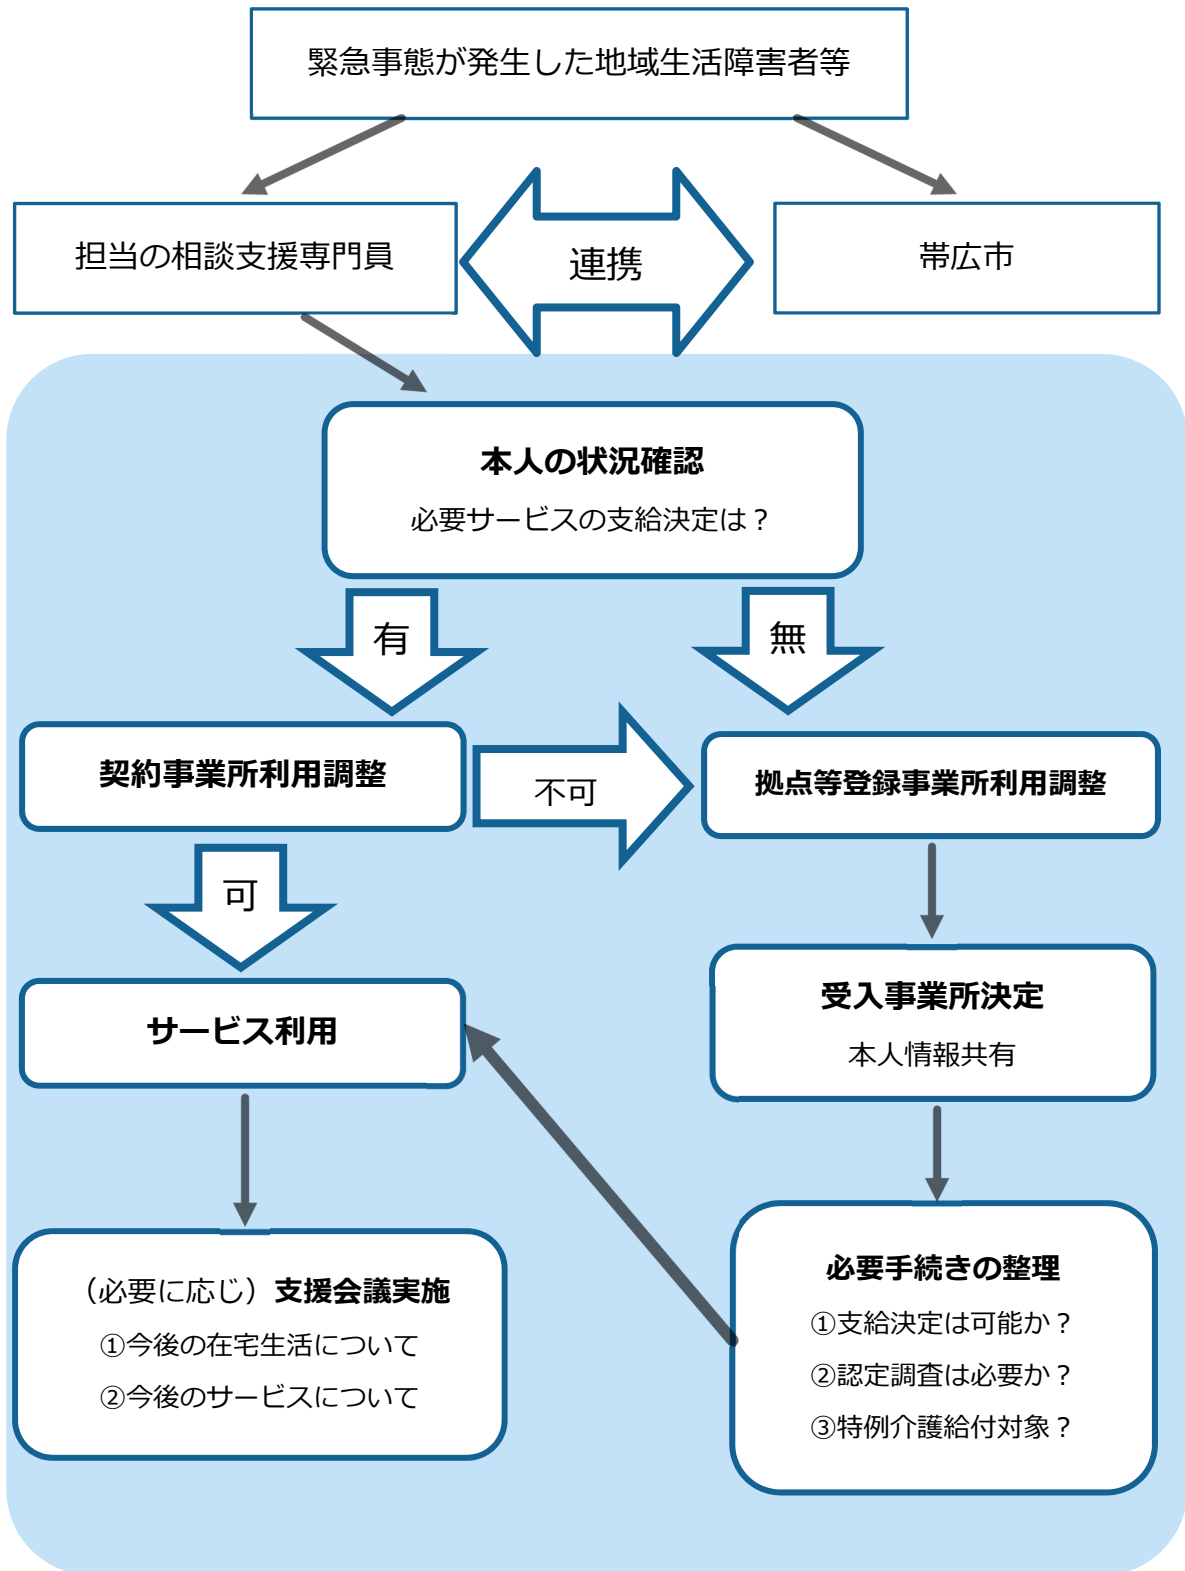 緊急事態が発生した地域生活障害者等
担当の相談支援専門員
連携
帯広市
本人の状況確認
必要サービスの支給決定は？
有
無
契約事業所利用調整
不可
拠点等登録事業所利用調整
可
サービス利用
受入事業所決定
本人情報共有
（必要に応じ）支援会議実施
①今後の在宅生活について
②今後のサービスについて
必要手続きの整理
①支給決定は可能か？
②認定調査は必要か？
③特例介護給付対象？